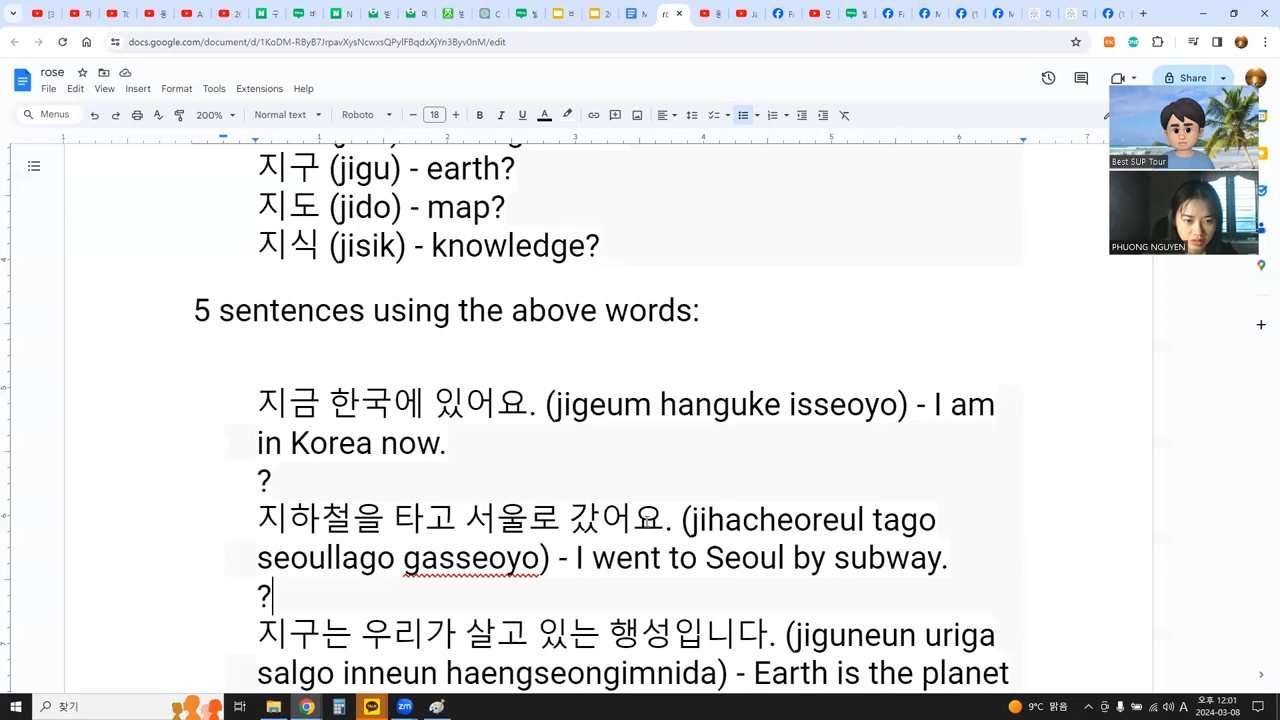 docs.google.com/document/d/1KoDM-RByB7JrpavXysNcwxsQPylFBqdxXjYn3Byv0nM/edit
rose
File Edit View Insert Format Tools Extensions Help
Share
Menus 200% Normal text Roboto 18
지구 (jigu) - earth?
지도 (jido) - map?
지식 (jisik) - knowledge?
5 sentences using the above words:
지금 한국에 있어요. (jigeum hanguke isseoyo) - I am
in Korea now.
?
지하철을 타고 서울로 갔어요. (jihacheoreul tago
seoullago gasseoyo) - I went to Seoul by subway.
?
지구는 우리가 살고 있는 행성입니다. (jiguneun uriga
salgo inneun haengseongimnida) - Earth is the planet
Best SUP Tour
PHUONG NGUYEN
찾기
9°C 맑음
오후 12:01
2024-03-08